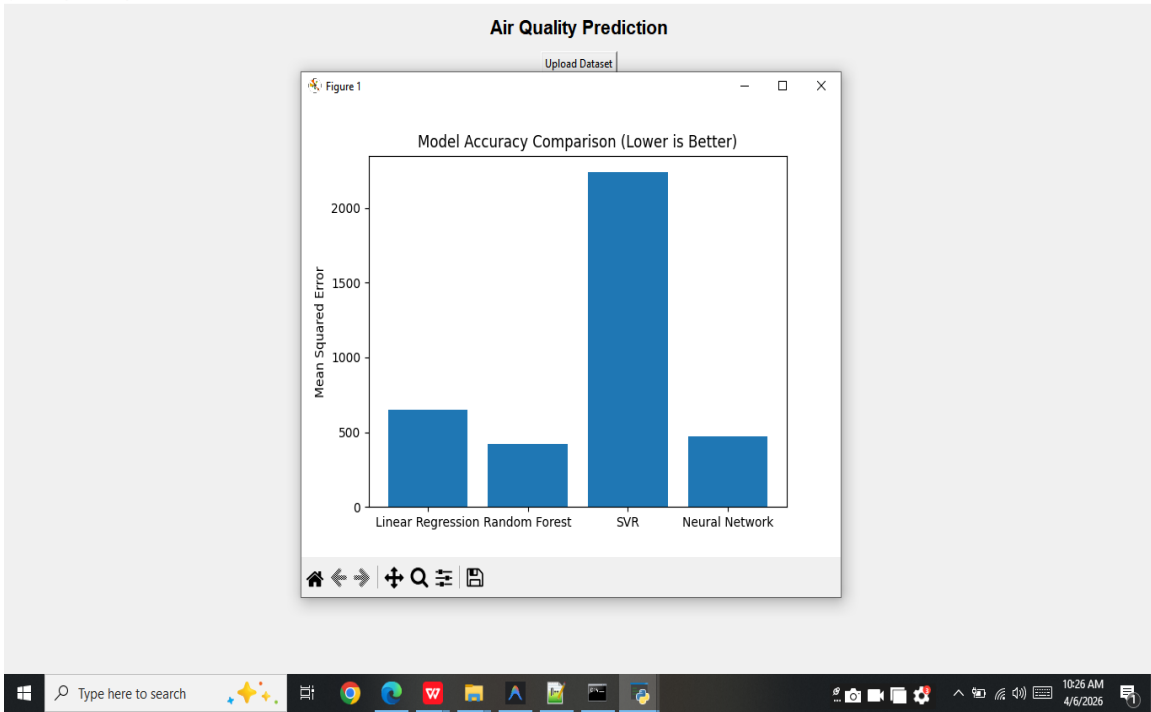 Air Quality Prediction
Upload Dataset
Figure 1
Model Accuracy Comparison (Lower is Better)
Mean Squared Error
2000
1500
1000
500
0
Linear Regression Random Forest SVR Neural Network
Type here to search
W
10:26 AM
4/6/2026
1